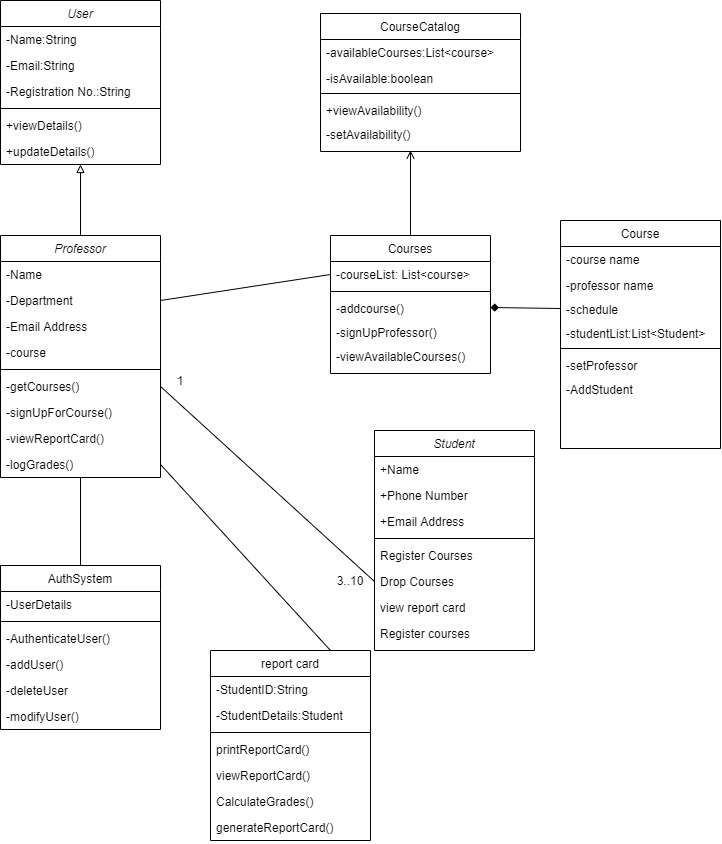 User
-Name:String
-Email:String
-Registration No.:String
+viewDetails()
+updateDetails()
CourseCatalog
-availableCourses:List<course>
-isAvailable:boolean
+viewAvailability()
-setAvailability()
Professor
-Name
-Department
-Email Address
-course
-getCourses()
-signUpForCourse()
-viewReportCard()
-logGrades()
Courses
-courseList: List<course>
-addcourse()
-signUpProfessor()
-viewAvailableCourses()
Course
-course name
-professor name
-schedule
-studentList:List<Student>
-setProfessor
-AddStudent
1
3..10
Student
+Name
+Phone Number
+Email Address
Register Courses
Drop Courses
view report card
Register courses
AuthSystem
-UserDetails
-AuthenticateUser()
-addUser()
-deleteUser
-modifyUser()
report card
-StudentID:String
-StudentDetails:Student
printReportCard()
viewReportCard()
CalculateGrades()
generateReportCard()